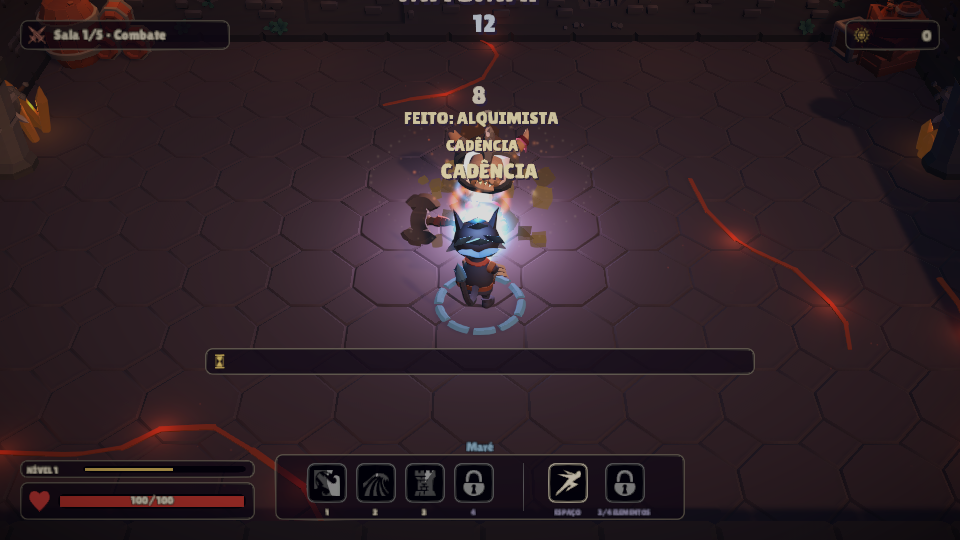 12
Sala 1/5 · Combate
0
8
FEITO: ALQUIMISTA
CADÊNCIA
CADÊNCIA
Maré
NÍVEL 1
100/100
1
2
3
4
ESPAÇO
3/4 ELEMENTOS